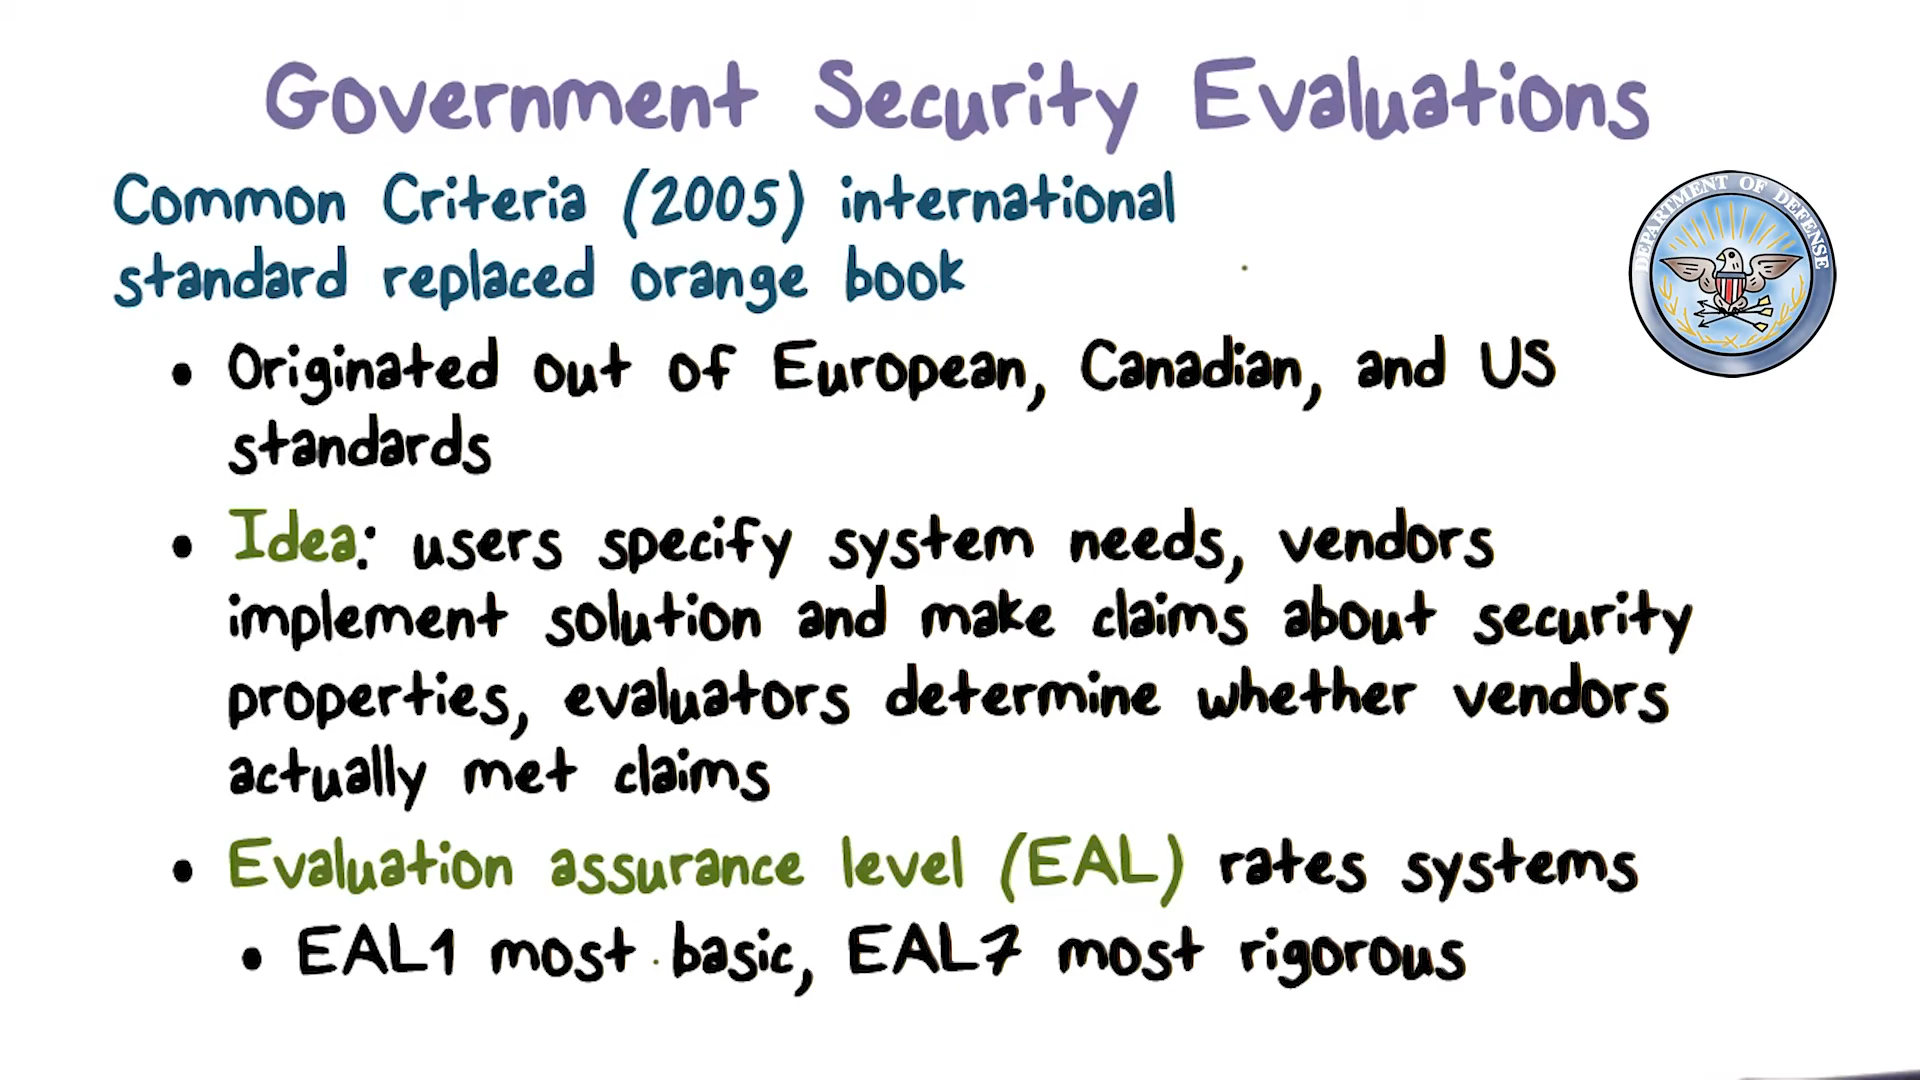 Government Security Evaluations
Common Criteria (2005) international
standard replaced orange book
DEPARTMENT OF DEFENSE
• Originated out of European, Canadian, and US
standards
• Idea: users specify system needs, vendors
implement solution and make claims about security
properties, evaluators determine whether vendors
actually met claims
• Evaluation assurance level (EAL) rates systems
• EAL1 most basic, EAL7 most rigorous